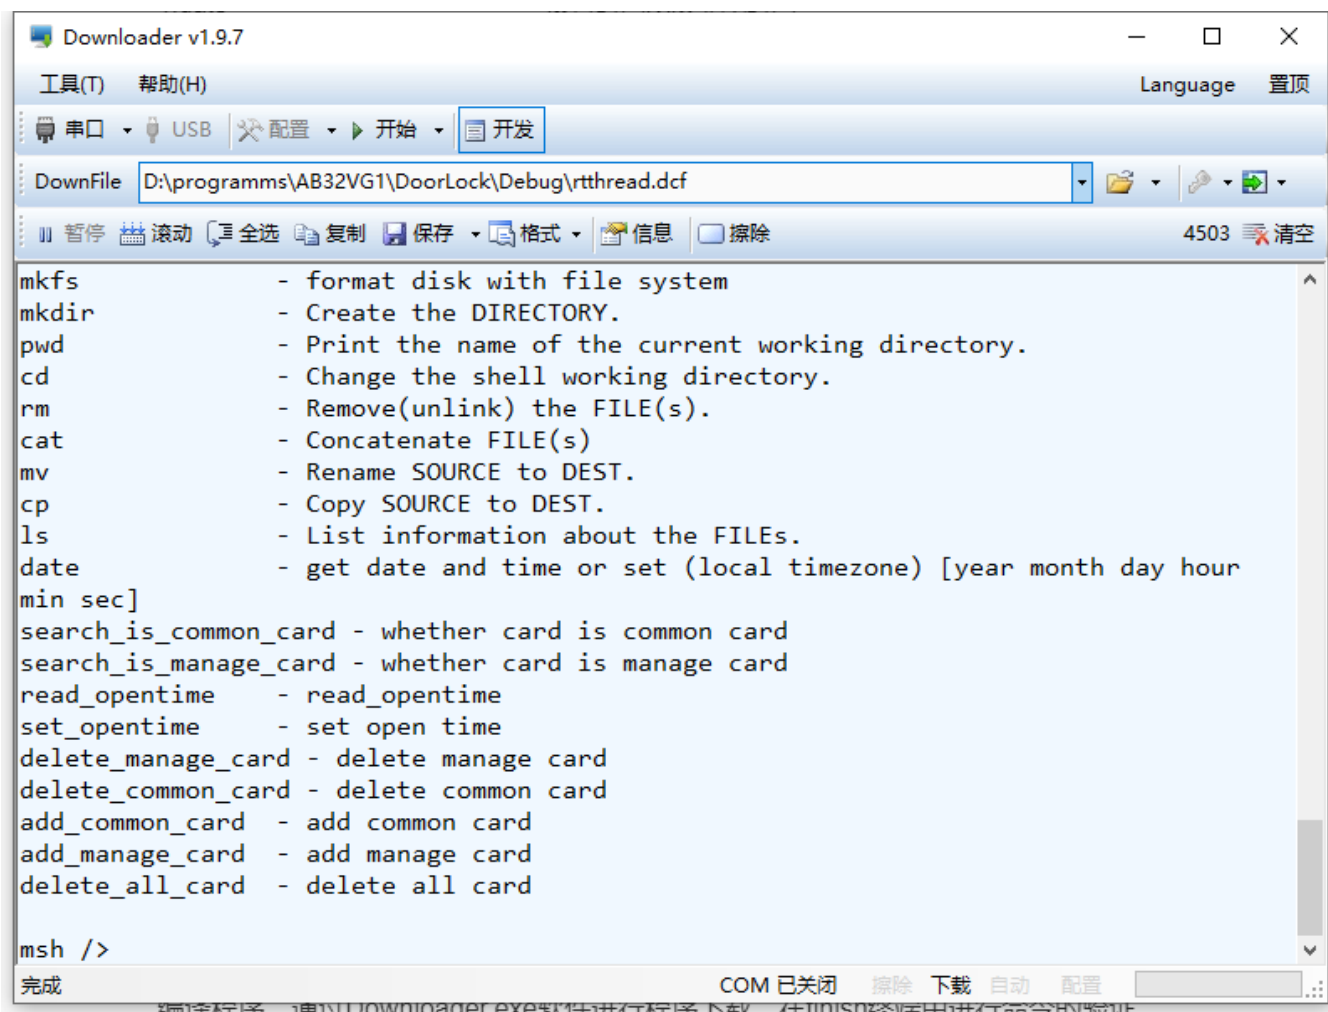 Downloader v1.9.7
工具(T) 帮助(H) Language 置顶
串口 USB 配置 开始 开发
DownFile D:\programms\AB32VG1\DoorLock\Debug\rtthread.dcf
暂停 滚动 全选 复制 保存 格式 信息 擦除 4503 清空
mkfs - format disk with file system
mkdir - Create the DIRECTORY.
pwd - Print the name of the current working directory.
cd - Change the shell working directory.
rm - Remove(unlink) the FILE(s).
cat - Concatenate FILE(s)
mv - Rename SOURCE to DEST.
cp - Copy SOURCE to DEST.
ls - List information about the FILEs.
date - get date and time or set (local timezone) [year month day hour
min sec]
search_is_common_card - whether card is common card
search_is_manage_card - whether card is manage card
read_opentime - read_opentime
set_opentime - set open time
delete_manage_card - delete manage card
delete_common_card - delete common card
add_common_card - add common card
add_manage_card - add manage card
delete_all_card - delete all card
msh />
完成 COM 已关闭 擦除 下载 自动 配置